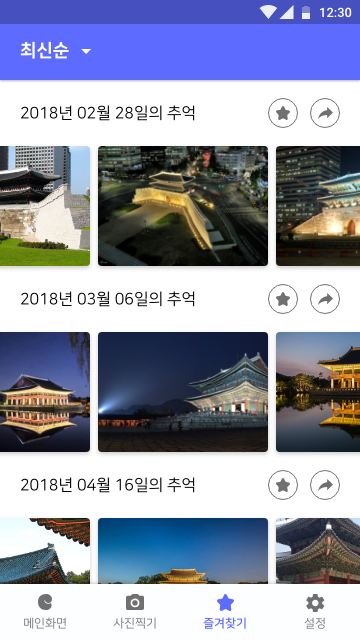 12:30
최신순
2018년 02월 28일의 추억
2018년 03월 06일의 추억
2018년 04월 16일의 추억
메인화면 사진찍기 즐겨찾기 설정